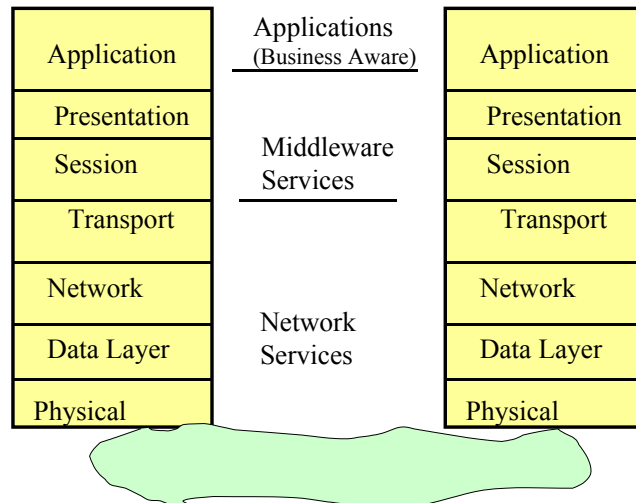 Application
Presentation
Session
Transport
Network
Data Layer
Physical
Applications
(Business Aware)
Middleware
Services
Network
Services
Application
Presentation
Session
Transport
Network
Data Layer
Physical